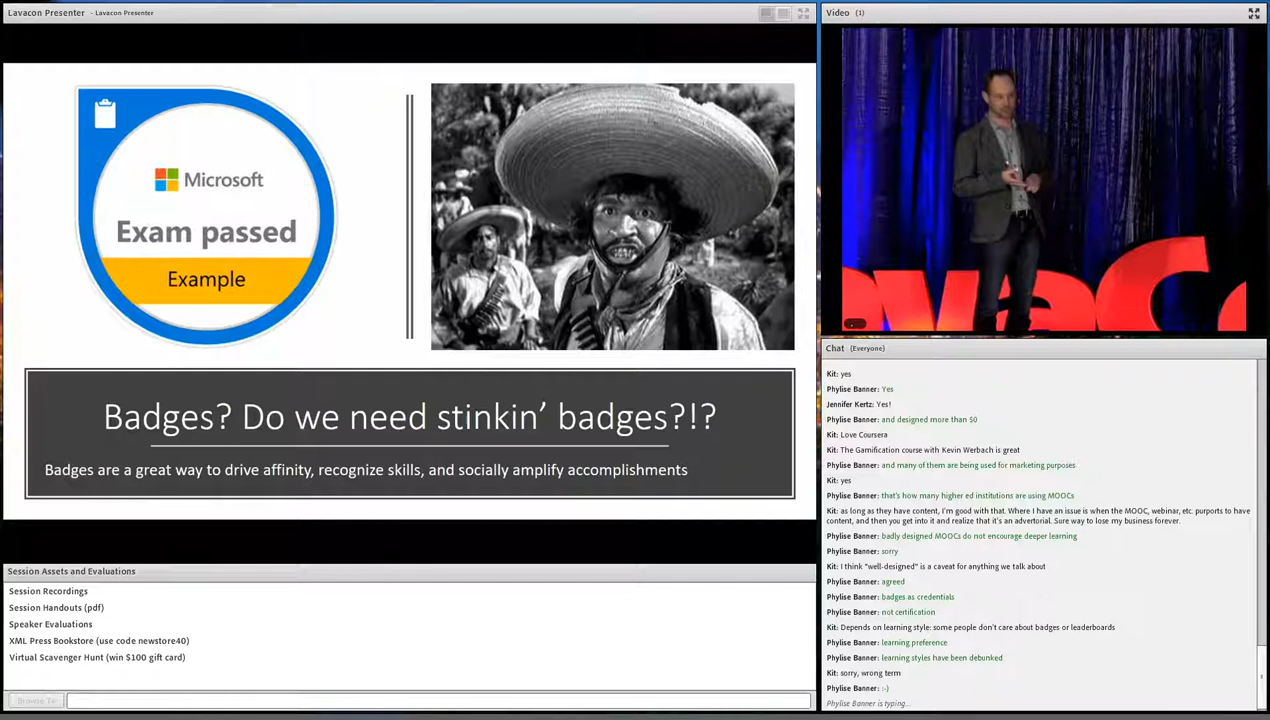 Lavacon Presenter - Lavacon Presenter
Microsoft
Exam passed
Example
Badges? Do we need stinkin' badges?!?
Badges are a great way to drive affinity, recognize skills, and socially amplify accomplishments
Session Assets and Evaluations
Session Recordings
Session Handouts (pdf)
Speaker Evaluations
XML Press Bookstore (use code newstore40)
Virtual Scavenger Hunt (win $100 gift card)
Browse To
Video (1)
vaCo
Chat (Everyone)
Kit: yes
Phylise Banner: Yes
Jennifer Kertz: Yes!
Phylise Banner: and designed more than 50
Kit: Love Coursera
Kit: The Gamification course with Kevin Werbach is great
Phylise Banner: and many of them are being used for marketing purposes
Kit: yes
Phylise Banner: that's how many higher ed institutions are using MOOCs
Kit: as long as they have content, I'm good with that. Where I have an issue is when the MOOC, webinar, etc. purports to have
content, and then you get into it and realize that it's an advertorial. Sure way to lose my business forever.
Phylise Banner: badly designed MOOCs do not encourage deeper learning
Phylise Banner: sorry
Kit: I think "well-designed" is a caveat for anything we talk about
Phylise Banner: agreed
Phylise Banner: badges as credentials
Phylise Banner: not certification
Kit: Depends on learning style: some people don't care about badges or leaderboards
Phylise Banner: learning preference
Phylise Banner: learning styles have been debunked
Kit: sorry, wrong term
Phylise Banner: :-)
Phylise Banner is typing...